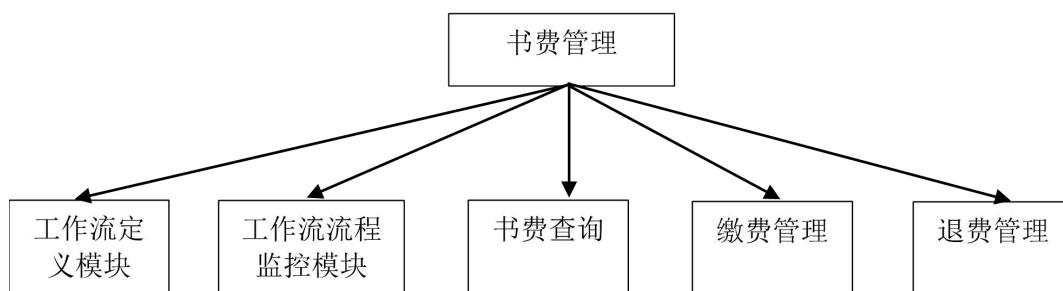 书费管理
工作流定
义模块
工作流流程
监控模块
书费查询
缴费管理
退费管理